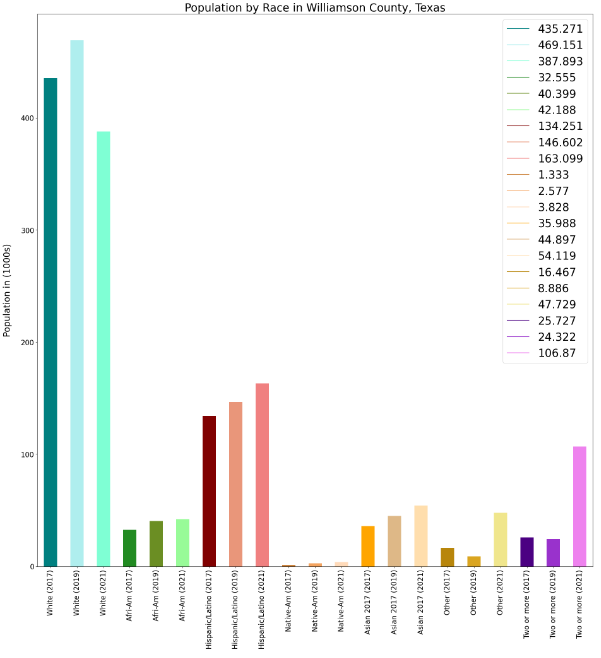 Population by Race in Williamson County, Texas
435.271
469.151
387.893
32.555
40.399
42.188
134.251
146.602
163.099
1.333
2.577
3.828
35.988
44.897
54.119
16.467
8.886
47.729
25.727
24.322
106.87
Population in (1000s)
400
300
200
100
0
White (2017)
White (2019)
White (2021)
Afri-Am (2017)
Afri-Am (2019)
Afri-Am (2021)
Hispanic/Latino (2017)
Hispanic/Latino (2019)
Hispanic/Latino (2021)
Native-Am (2017)
Native-Am (2019)
Native-Am (2021)
Asian 2017 (2017)
Asian 2017 (2019)
Asian 2017 (2021)
Other (2017)
Other (2019)
Other (2021)
Two or more (2017)
Two or more (2019)
Two or more (2021)